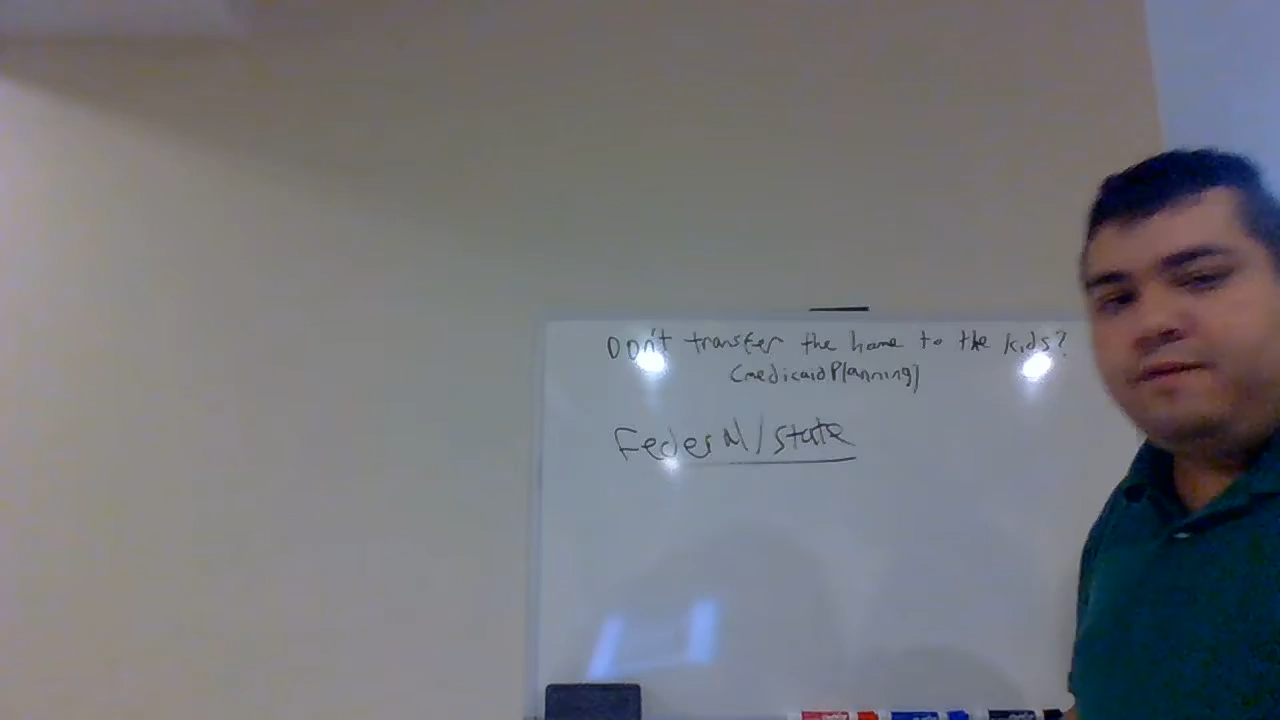 Don't transfer the home to the kids?
(medicaid Planning)
Federal/state